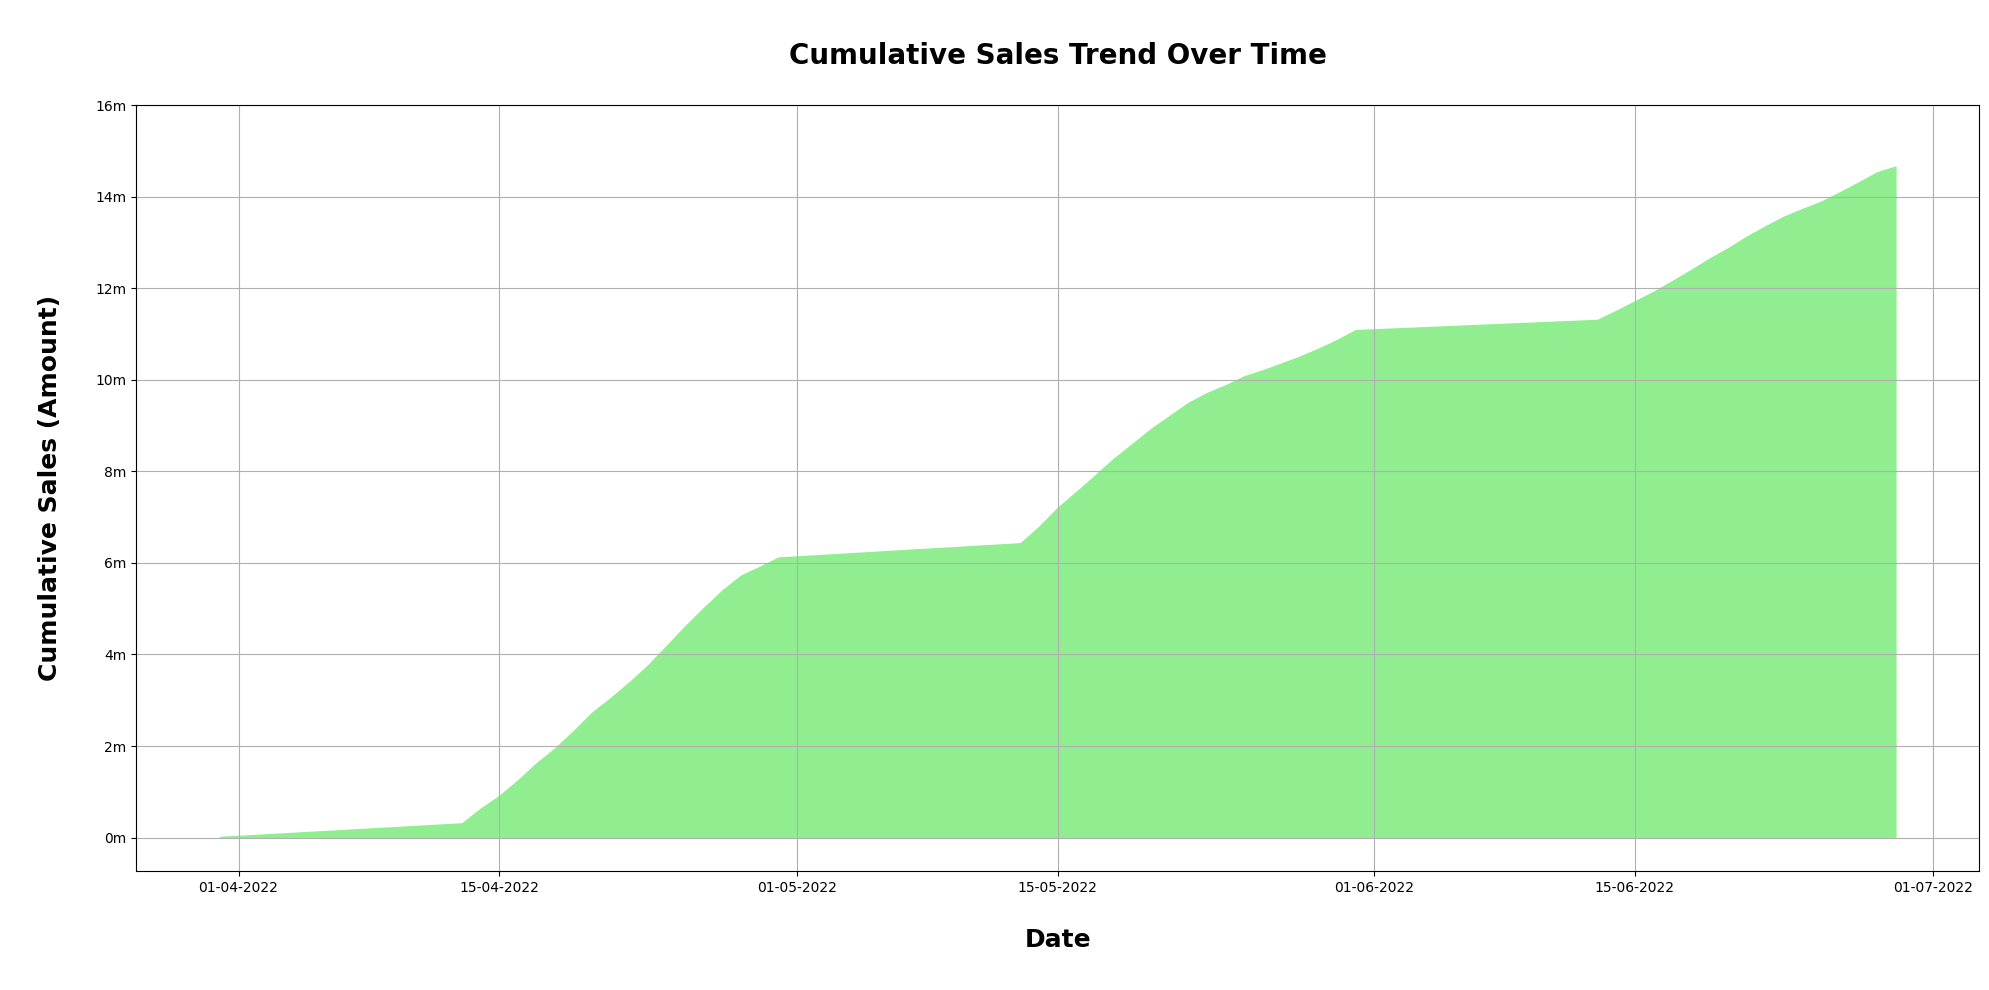 Cumulative Sales Trend Over Time
16m
14m
12m
10m
8m
6m
4m
2m
0m
Cumulative Sales (Amount)
01-04-2022
15-04-2022
01-05-2022
15-05-2022
01-06-2022
15-06-2022
01-07-2022
Date